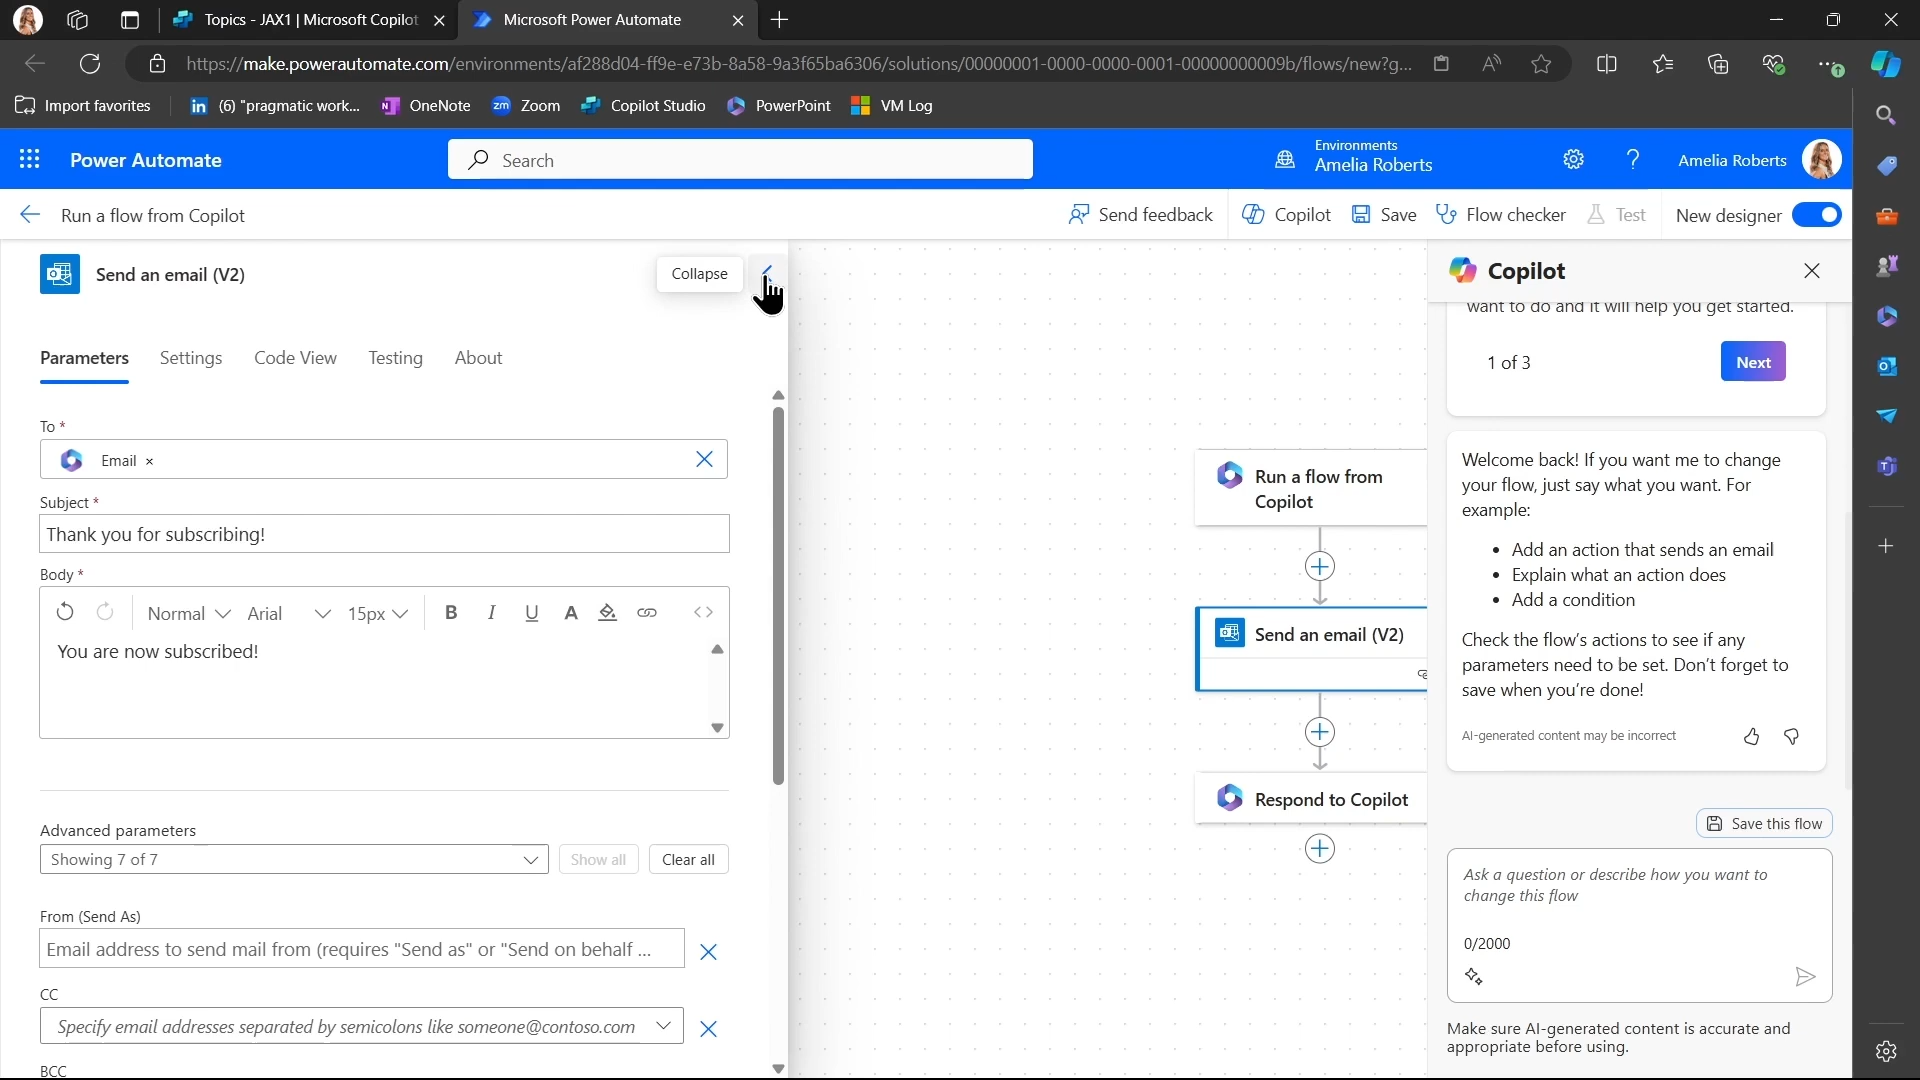 Topics - JAX1 | Microsoft Copilot
Microsoft Power Automate
https://make.powerautomate.com/environments/af288d04-ff9e-e73b-8a58-9a3f65ba6306/solutions/00000001-0000-0000-0001-00000000009b/flows/new?g...
Import favorites
(6) "pragmatic work...
OneNote
Zoom
Copilot Studio
PowerPoint
VM Log
Power Automate
Search
Environments
Amelia Roberts
Amelia Roberts
Run a flow from Copilot
Send feedback
Copilot
Save
Flow checker
Test
New designer
Send an email (V2)
Collapse
Parameters
Settings
Code View
Testing
About
To *
Email ×
Subject *
Thank you for subscribing!
Body *
Normal
Arial
15px
You are now subscribed!
Advanced parameters
Showing 7 of 7
Show all
Clear all
From (Send As)
Email address to send mail from (requires "Send as" or "Send on behalf ...
CC
Specify email addresses separated by semicolons like someone@contoso.com
BCC
Run a flow from
Copilot
Send an email (V2)
Respond to Copilot
Copilot
want to do and it will help you get started.
1 of 3
Next
Welcome back! If you want me to change
your flow, just say what you want. For
example:
• Add an action that sends an email
• Explain what an action does
• Add a condition
Check the flow's actions to see if any
parameters need to be set. Don't forget to
save when you're done!
AI-generated content may be incorrect
Save this flow
Ask a question or describe how you want to
change this flow
0/2000
Make sure AI-generated content is accurate and
appropriate before using.